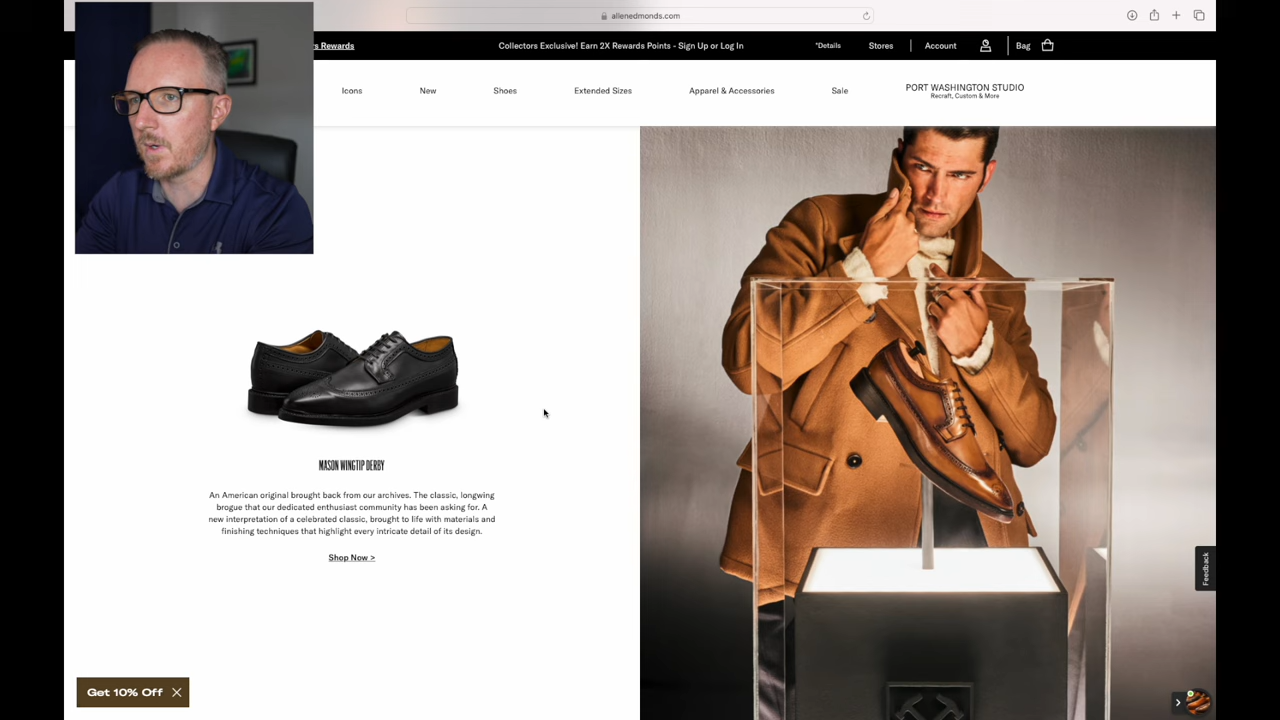 allenedmonds.com
s Rewards
Collectors Exclusive! Earn 2X Rewards Points - Sign Up or Log In
*Details
Stores
Account
Bag
Icons
New
Shoes
Extended Sizes
Apparel & Accessories
Sale
PORT WASHINGTON STUDIO
Recraft, Custom & More
MASON WINGTIP DERBY
An American original brought back from our archives. The classic, longwing
brogue that our dedicated enthusiast community has been asking for. A
new interpretation of a celebrated classic, brought to life with materials and
finishing techniques that highlight every intricate detail of its design.
Shop Now >
Feedback
Get 10% Off